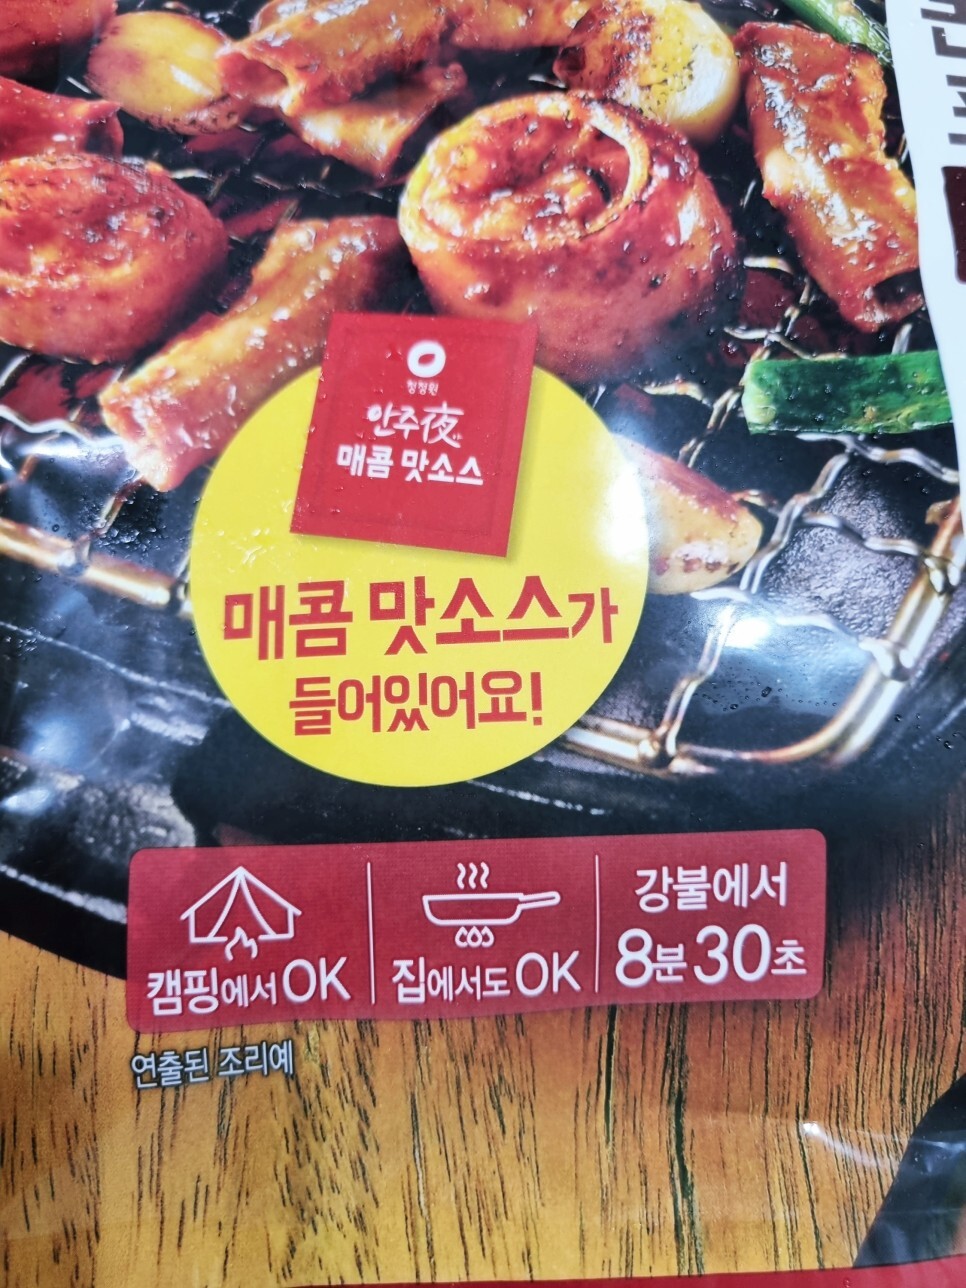 청정원
안주夜
매콤 맛소스
매콤 맛소스가
들어있어요!
캠핑에서 OK
집에서도 OK
강불에서
8분 30초
연출된 조리예